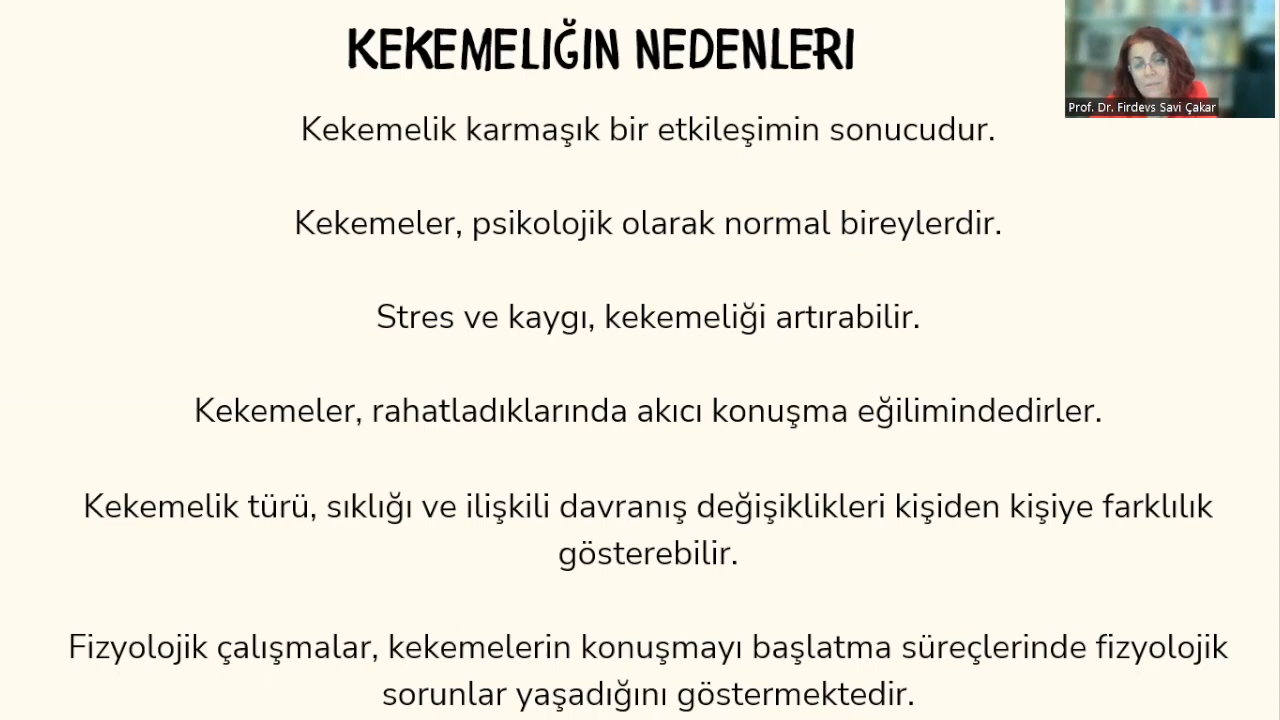 KEKEMELIĞIN NEDENLERI
Prof. Dr. Firdevs Savi Çakar
Kekemelik karmaşık bir etkileşimin sonucudur.
Kekemeler, psikolojik olarak normal bireylerdir.
Stres ve kaygı, kekemeliği artırabilir.
Kekemeler, rahatladıklarında akıcı konuşma eğilimindedirler.
Kekemelik türü, sıklığı ve ilişkili davranış değişiklikleri kişiden kişiye farklılık
gösterebilir.
Fizyolojik çalışmalar, kekemelerin konuşmayı başlatma süreçlerinde fizyolojik
sorunlar yaşadığını göstermektedir.